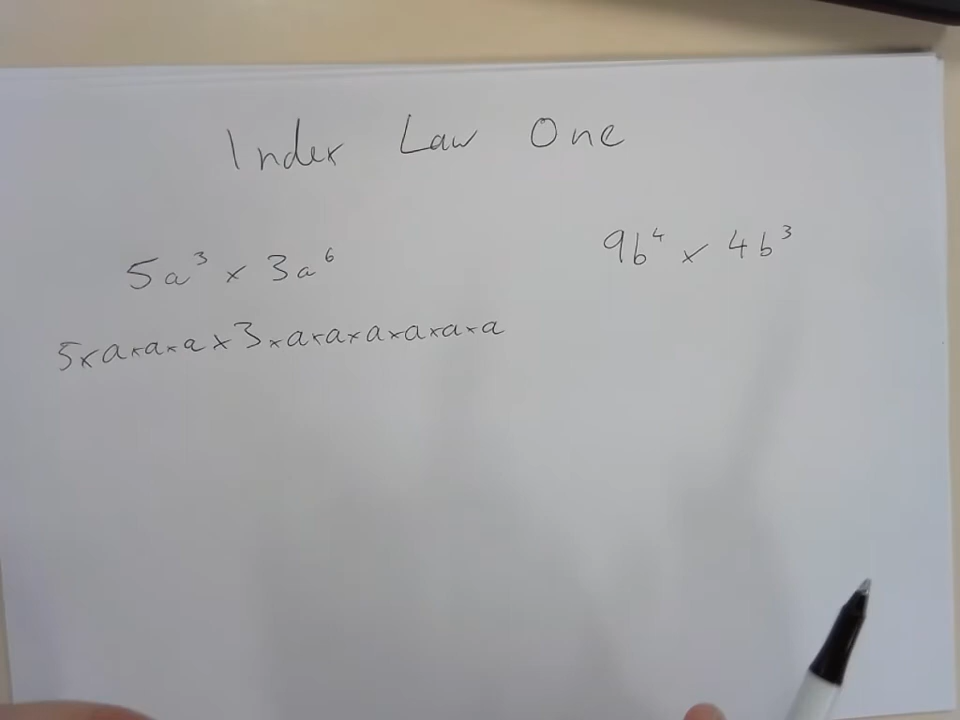 Index Law One
5a³ × 3a⁶
9b⁴ × 4b³
5×a×a×a×3×a×a×a×a×a×a